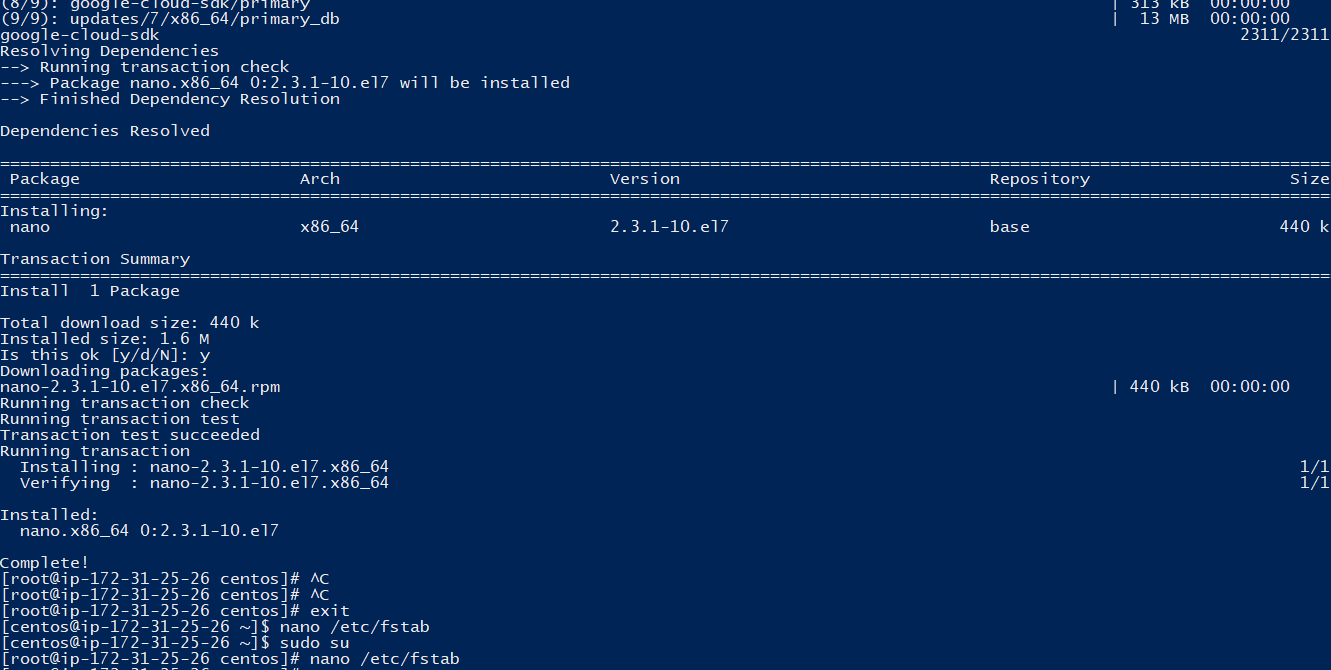 (8/9): google-cloud-sdk/primary | 313 kB 00:00:00
(9/9): updates/7/x86_64/primary_db | 13 MB 00:00:00
google-cloud-sdk 2311/2311
Resolving Dependencies
--> Running transaction check
---> Package nano.x86_64 0:2.3.1-10.el7 will be installed
--> Finished Dependency Resolution
Dependencies Resolved
Package Arch Version Repository Size
Installing:
nano x86_64 2.3.1-10.el7 base 440 k
Transaction Summary
Install 1 Package
Total download size: 440 k
Installed size: 1.6 M
Is this ok [y/d/N]: y
Downloading packages:
nano-2.3.1-10.el7.x86_64.rpm | 440 kB 00:00:00
Running transaction check
Running transaction test
Transaction test succeeded
Running transaction
Installing : nano-2.3.1-10.el7.x86_64 1/1
Verifying : nano-2.3.1-10.el7.x86_64 1/1
Installed:
nano.x86_64 0:2.3.1-10.el7
Complete!
[root@ip-172-31-25-26 centos]# ^C
[root@ip-172-31-25-26 centos]# ^C
[root@ip-172-31-25-26 centos]# exit
[centos@ip-172-31-25-26 ~]$ nano /etc/fstab
[centos@ip-172-31-25-26 ~]$ sudo su
[root@ip-172-31-25-26 centos]# nano /etc/fstab